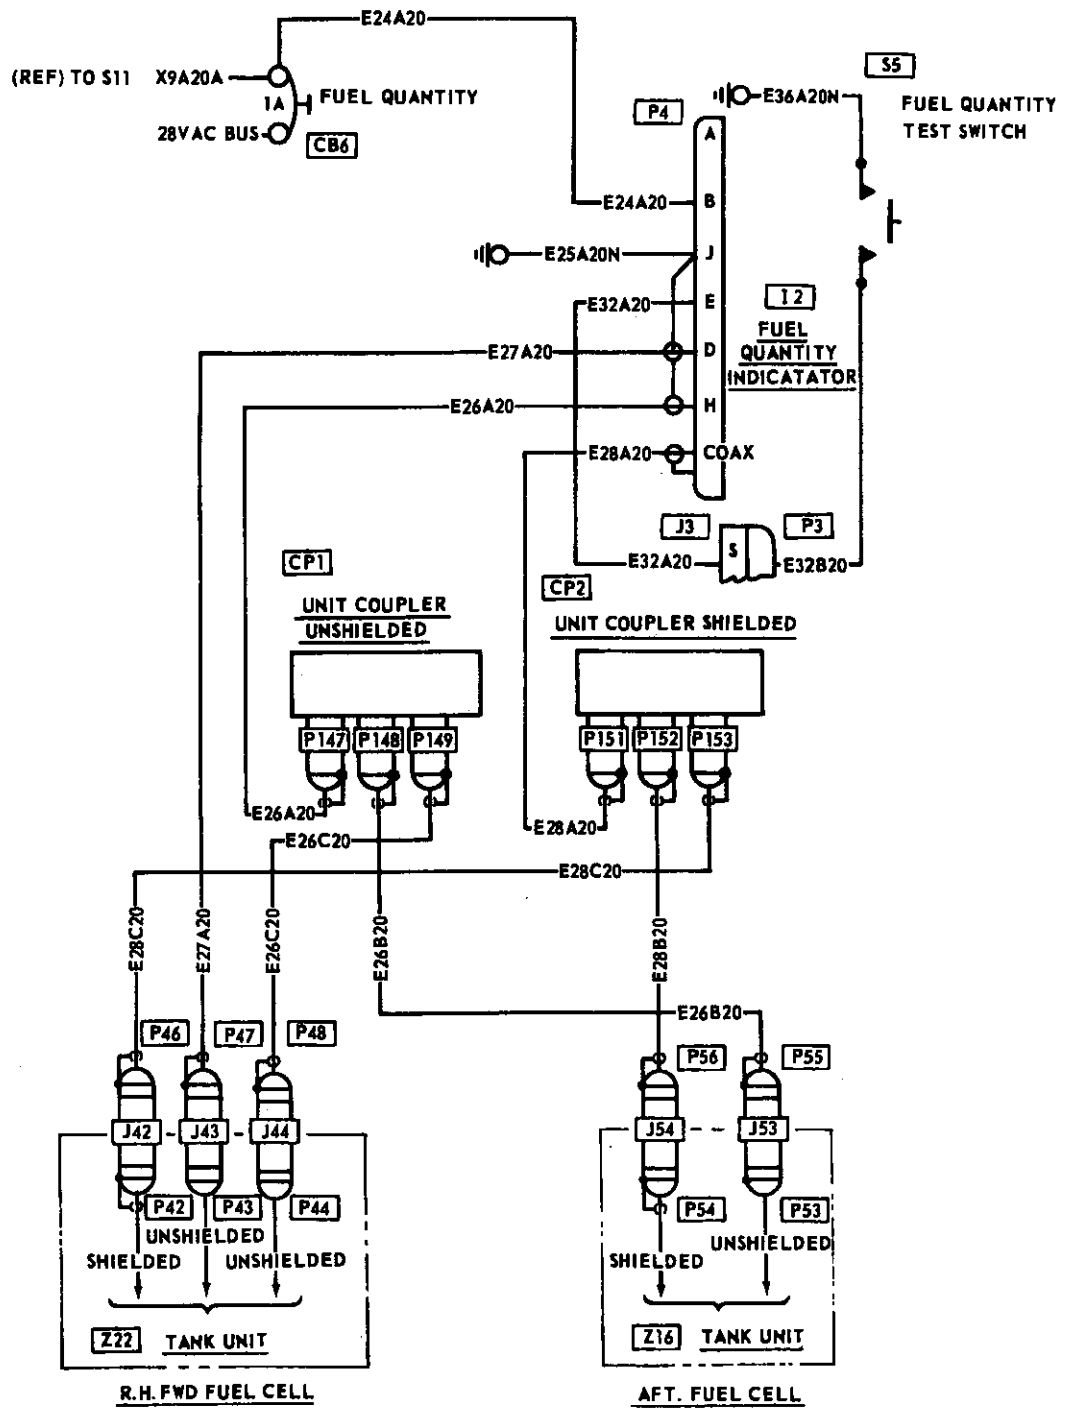 E24A20
(REF) TO S11 X9A20A
1A
FUEL QUANTITY
28VAC BUS
CB6
S5
FUEL QUANTITY
TEST SWITCH
E36A20N
P4
A
E24A20 B
E25A20N J
E32A20 E
I2
FUEL
QUANTITY
INDICATATOR
E27A20 D
E26A20 H
E28A20 COAX
J3
P3
S
E32A20
E32B20
CP1
UNIT COUPLER
UNSHIELDED
CP2
UNIT COUPLER SHIELDED
P147 P148 P149
P151 P152 P153
E26A20
E28A20
E26C20
E28C20
E28C20
E27A20
E26C20
E26B20
E28B20
E26B20
P46 P47 P48
P56 P55
J42 J43 J44
J54 J53
P42 P43 P44
P54 P53
UNSHIELDED
SHIELDED
UNSHIELDED
UNSHIELDED
SHIELDED
Z22 TANK UNIT
Z16 TANK UNIT
R.H. FWD FUEL CELL
AFT. FUEL CELL